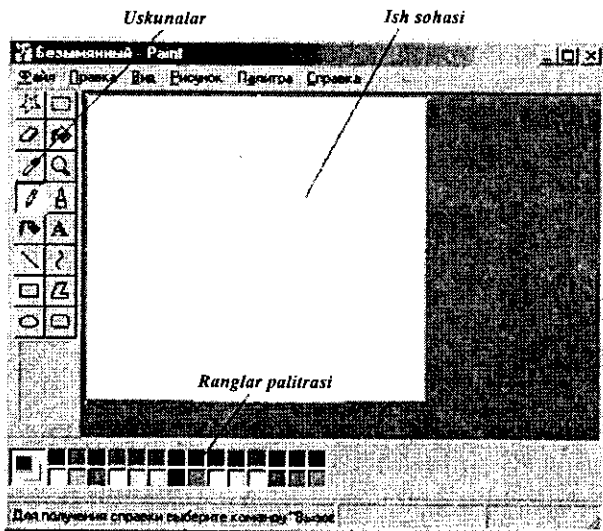 Uskunalar Ish sohasi
Безымянный - Paint
Файл Правка Вид Рисунок Палитра Справка
A
Ranglar palitrasi
Для получения справки выберите команду "Вызов